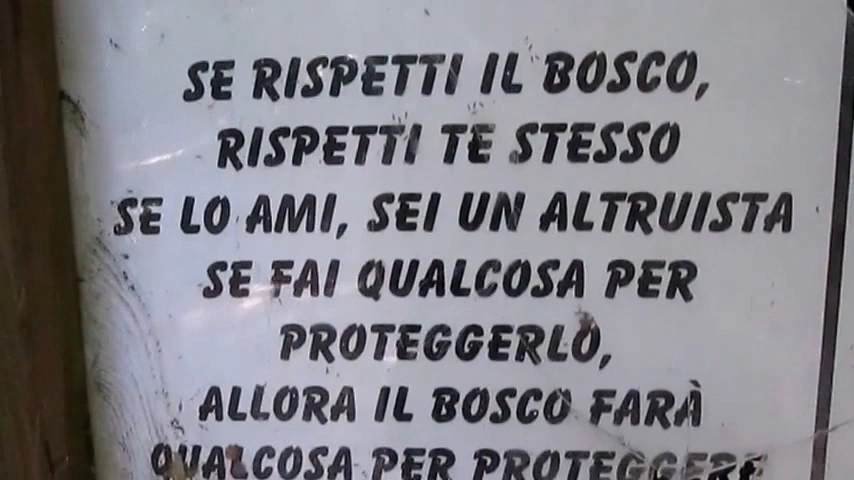 SE RISPETTI IL BOSCO,
RISPETTI TE STESSO
SE LO AMI, SEI UN ALTRUISTA
SE FAI QUALCOSA PER
PROTEGGERLO,
ALLORA IL BOSCO FARÀ
QUALCOSA PER PROTEGGERE